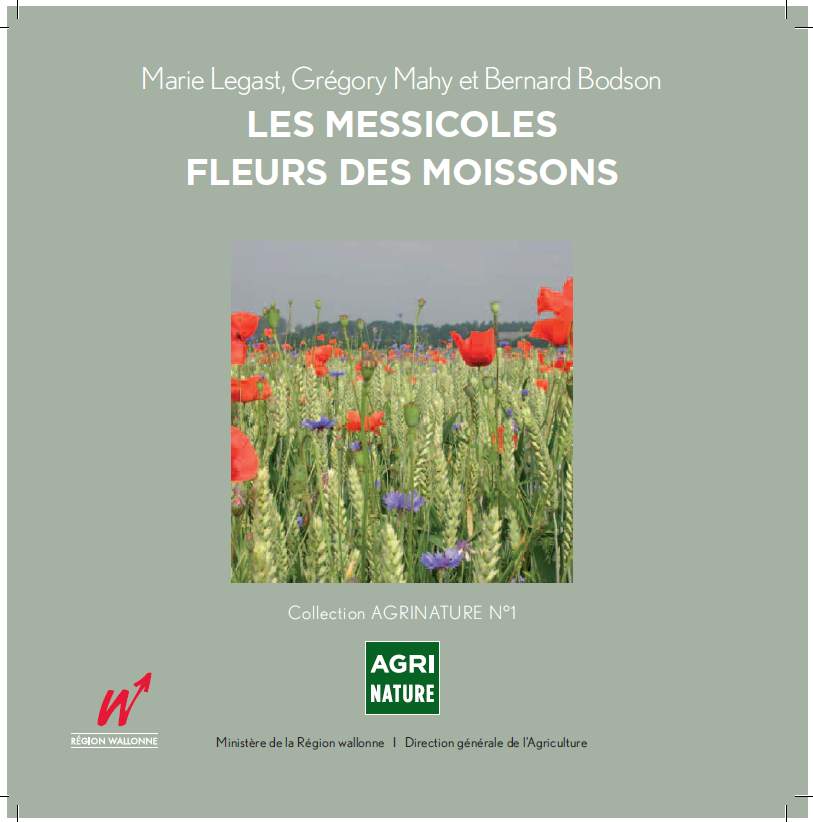 Marie Legast, Grégory Mahy et Bernard Bodson
LES MESSICOLES
FLEURS DES MOISSONS
Collection AGRINATURE N°1
AGRI
NATURE
RÉGION WALLONNE
Ministère de la Région wallonne I Direction générale de l'Agriculture